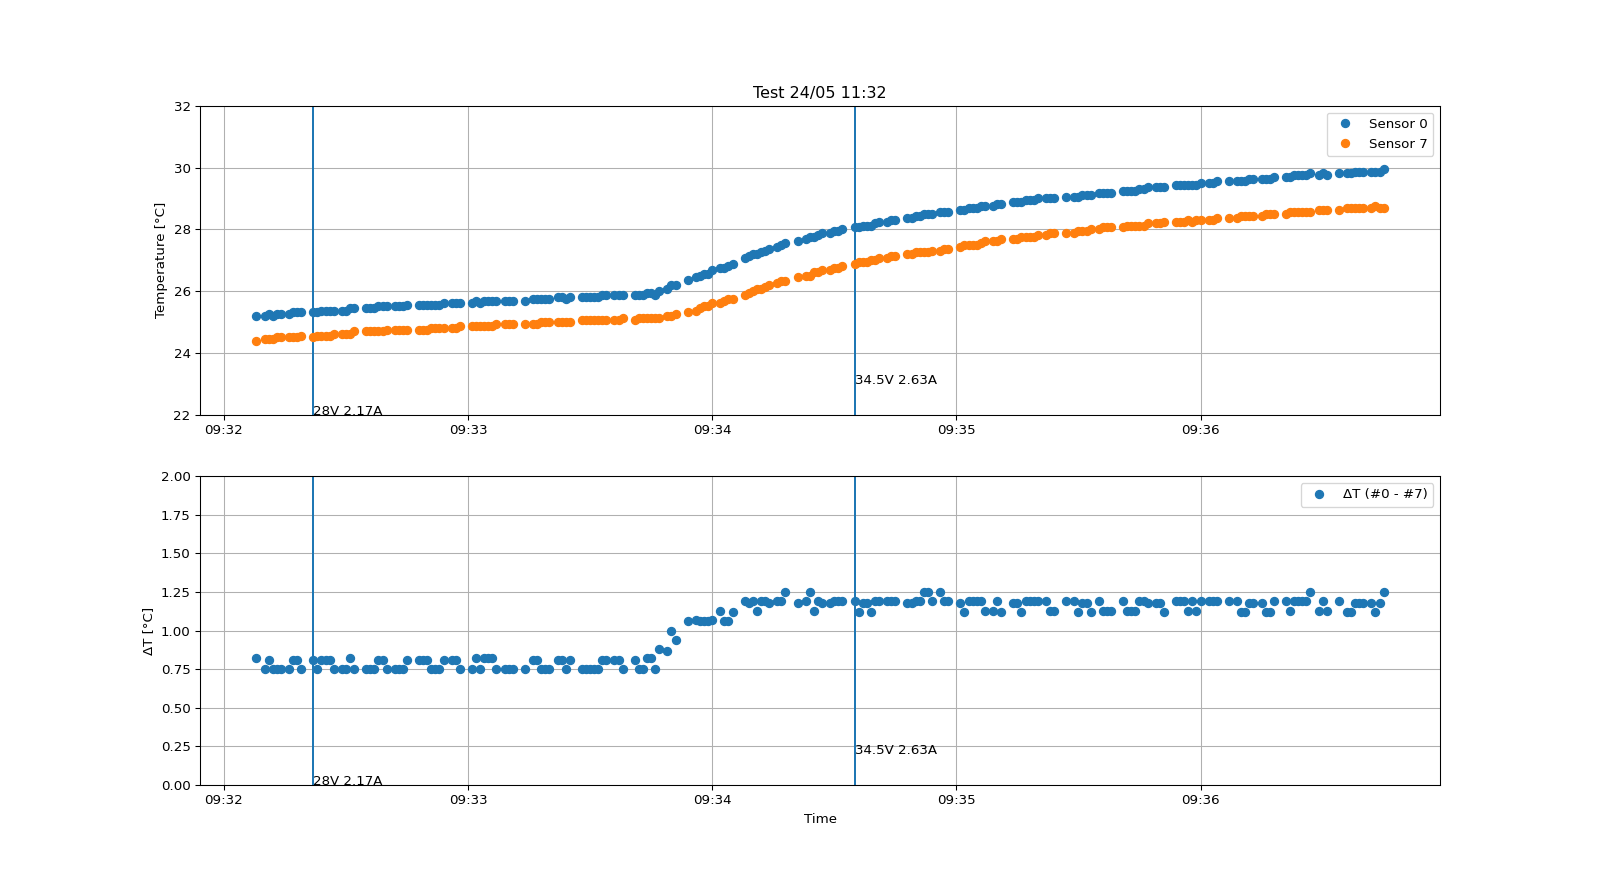 Test 24/05 11:32
Temperature [°C]
32
30
28
26
24
22
Sensor 0
Sensor 7
28V 2.17A
34.5V 2.63A
09:32 09:33 09:34 09:35 09:36
ΔT [°C]
2.00
1.75
1.50
1.25
1.00
0.75
0.50
0.25
0.00
ΔT (#0 - #7)
28V 2.17A
34.5V 2.63A
09:32 09:33 09:34 09:35 09:36
Time